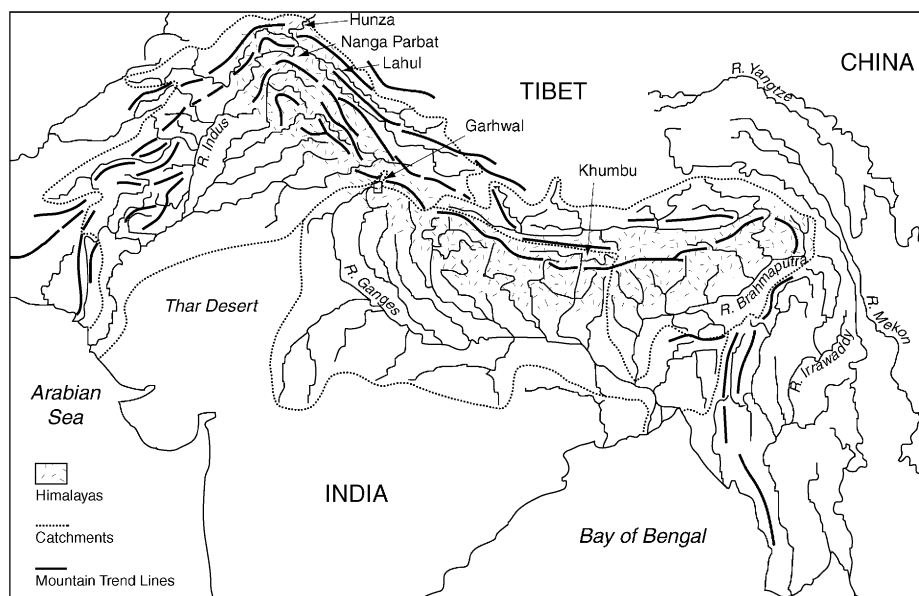 Hunza
Nanga Parbat
Lahul
TIBET
CHINA
R. Yangtze
Garhwal
R. Indus
Khumbu
Thar Desert
R. Ganges
R. Brahmaputra
R. Mekon
R. Irrawaddy
Arabian
Sea
INDIA
Bay of Bengal
Himalayas
Catchments
Mountain Trend Lines